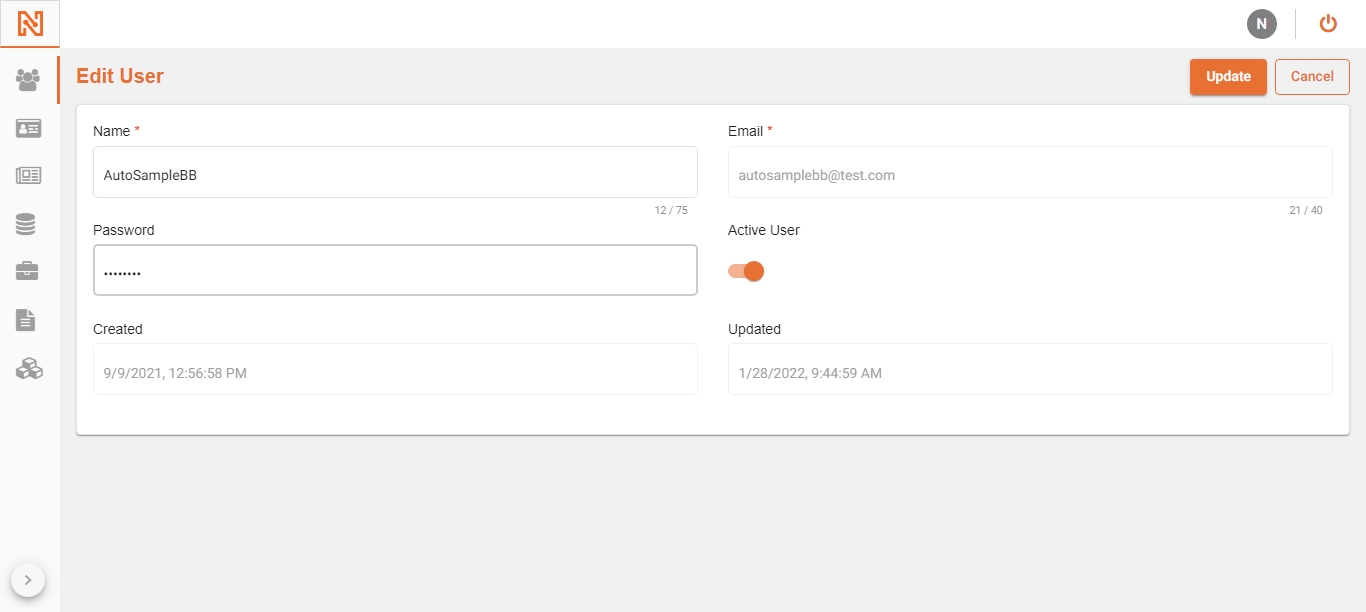 N
Edit User
Update
Cancel
Name *
Email *
AutoSampleBB
autosamplebb@test.com
12 / 75
21 / 40
Password
Active User
••••••••
Created
Updated
9/9/2021, 12:56:58 PM
1/28/2022, 9:44:59 AM